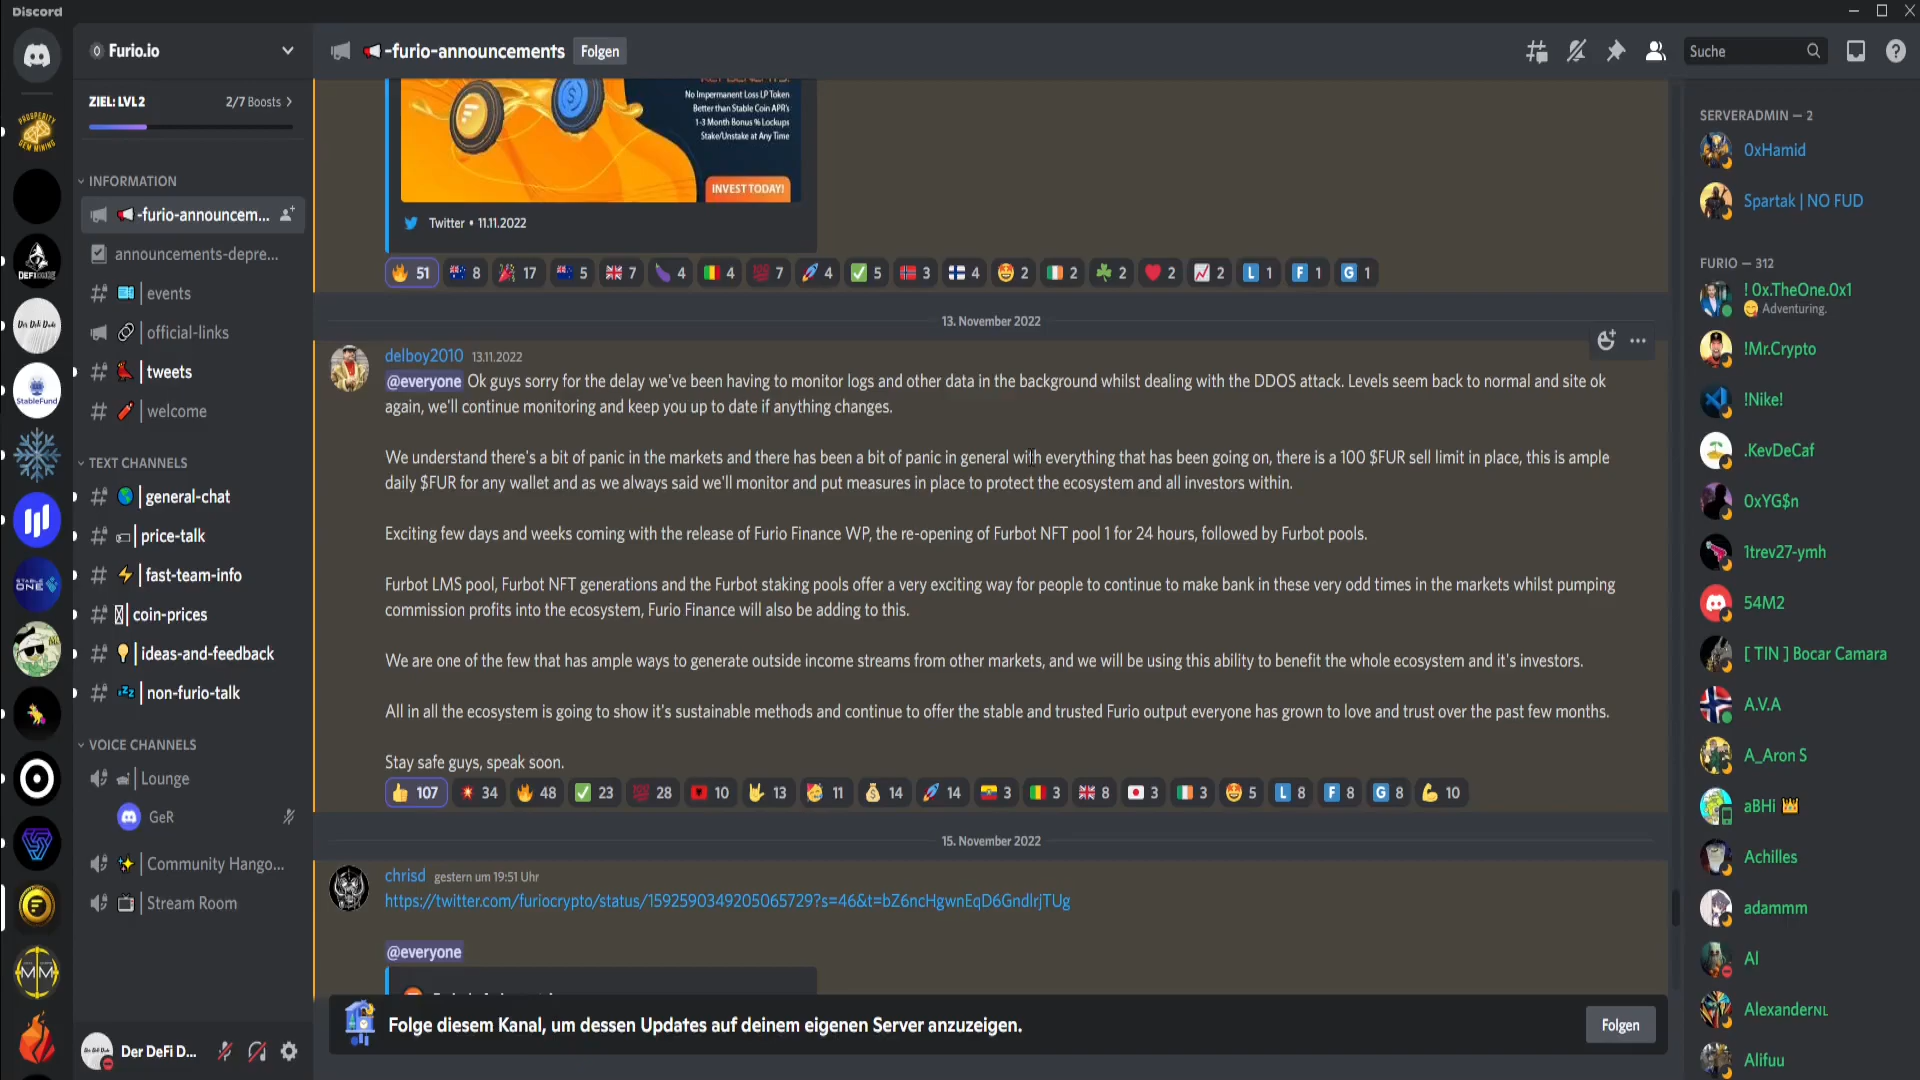 Discord
Furio.io
-furio-announcements
Folgen
Suche
ZIEL: LVL 2
2/7 Boosts
INFORMATION
-furio-announcem...
announcements-depre...
events
official-links
tweets
welcome
TEXT CHANNELS
general-chat
price-talk
fast-team-info
coin-prices
ideas-and-feedback
non-furio-talk
VOICE CHANNELS
Lounge
GeR
Community Hango...
Stream Room
Der DeFi D...
PROSPERITY
GEM MINING
Der DeFi Dude
StableFund
STABLE
ONE
No Impermanent Loss LP Token
Better than Stable Coin APR's
1-3 Month Bonus % Lockups
Stake/Unstake at Any Time
INVEST TODAY!
Twitter • 11.11.2022
51 8 17 5 7 4 4 7 4 5 3 4 2 2 2 2 2 L 1 F 1 G 1
13. November 2022
delboy2010 13.11.2022
@everyone Ok guys sorry for the delay we've been having to monitor logs and other data in the background whilst dealing with the DDOS attack. Levels seem back to normal and site ok
again, we'll continue monitoring and keep you up to date if anything changes.
We understand there's a bit of panic in the markets and there has been a bit of panic in general with everything that has been going on, there is a 100 $FUR sell limit in place, this is ample
daily $FUR for any wallet and as we always said we'll monitor and put measures in place to protect the ecosystem and all investors within.
Exciting few days and weeks coming with the release of Furio Finance WP, the re-opening of Furbot NFT pool 1 for 24 hours, followed by Furbot pools.
Furbot LMS pool, Furbot NFT generations and the Furbot staking pools offer a very exciting way for people to continue to make bank in these very odd times in the markets whilst pumping
commission profits into the ecosystem, Furio Finance will also be adding to this.
We are one of the few that has ample ways to generate outside income streams from other markets, and we will be using this ability to benefit the whole ecosystem and it's investors.
All in all the ecosystem is going to show it's sustainable methods and continue to offer the stable and trusted Furio output everyone has grown to love and trust over the past few months.
Stay safe guys, speak soon.
107 34 48 23 28 10 13 11 14 14 3 3 8 3 3 5 L 8 F 8 G 8 10
15. November 2022
chrisd gestern um 19:51 Uhr
https://twitter.com/furiocrypto/status/1592590349205065729?s=46&t=bZ6ncHgwnEqD6GndlrjTUg
@everyone
Folge diesem Kanal, um dessen Updates auf deinem eigenen Server anzuzeigen.
Folgen
SERVERADMIN — 2
0xHamid
Spartak | NO FUD
FURIO — 312
! 0x.TheOne.0x1
Adventuring.
!Mr.Crypto
!Nike!
.KevDeCaf
0xYG$n
1trev27-ymh
54M2
[ TIN ] Bocar Camara
A.V.A
A_Aron S
aBHi
Achilles
adammm
Al
AlexanderNL
Alifuu